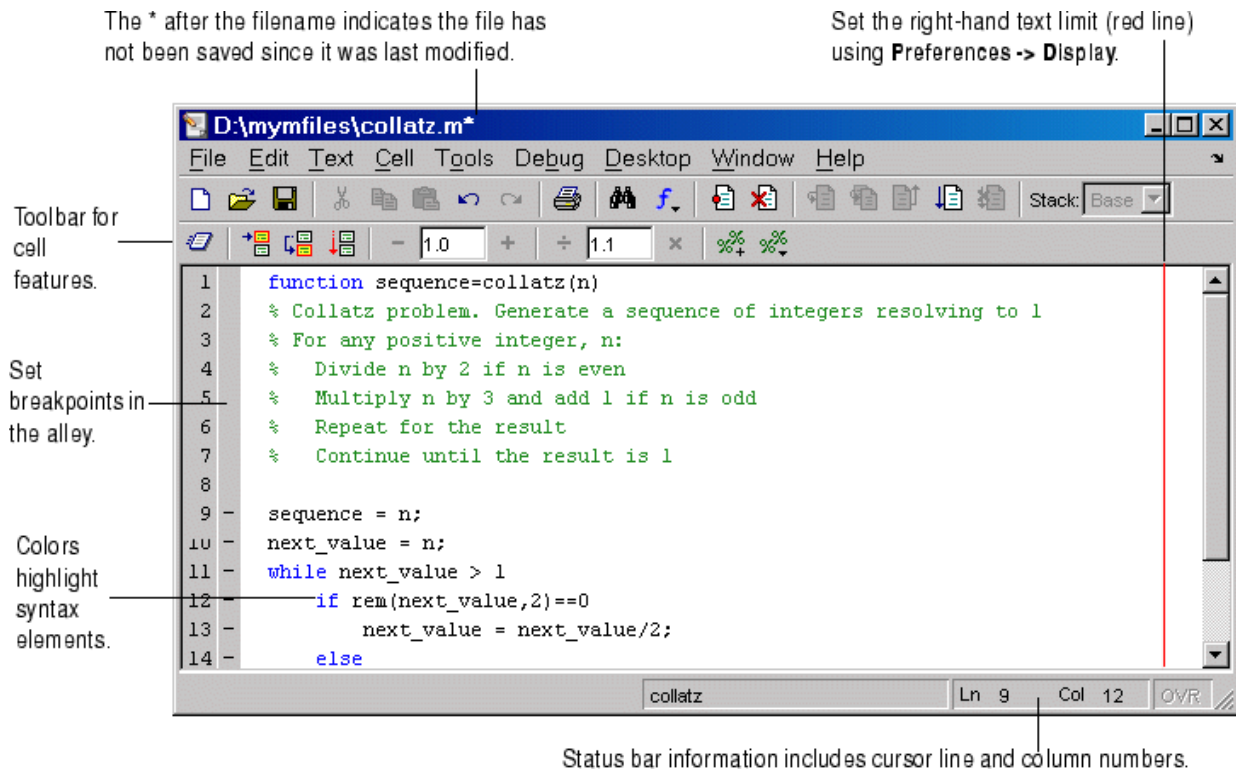 The * after the filename indicates the file has
not been saved since it was last modified.
Set the right-hand text limit (red line)
using Preferences -> Display.
D:\mymfiles\collatz.m*
File Edit Text Cell Tools Debug Desktop Window Help
Stack: Base
Toolbar for
cell
features.
1.0
1.1
1 function sequence=collatz(n)
2 % Collatz problem. Generate a sequence of integers resolving to 1
3 % For any positive integer, n:
4 %   Divide n by 2 if n is even
5 %   Multiply n by 3 and add 1 if n is odd
6 %   Repeat for the result
7 %   Continue until the result is 1
8
9 - sequence = n;
10 - next_value = n;
11 - while next_value > 1
12 -     if rem(next_value,2)==0
13 -         next_value = next_value/2;
14 -     else
Set
breakpoints in
the alley.
Colors
highlight
syntax
elements.
collatz
Ln 9 Col 12 OVR
Status bar information includes cursor line and column numbers.